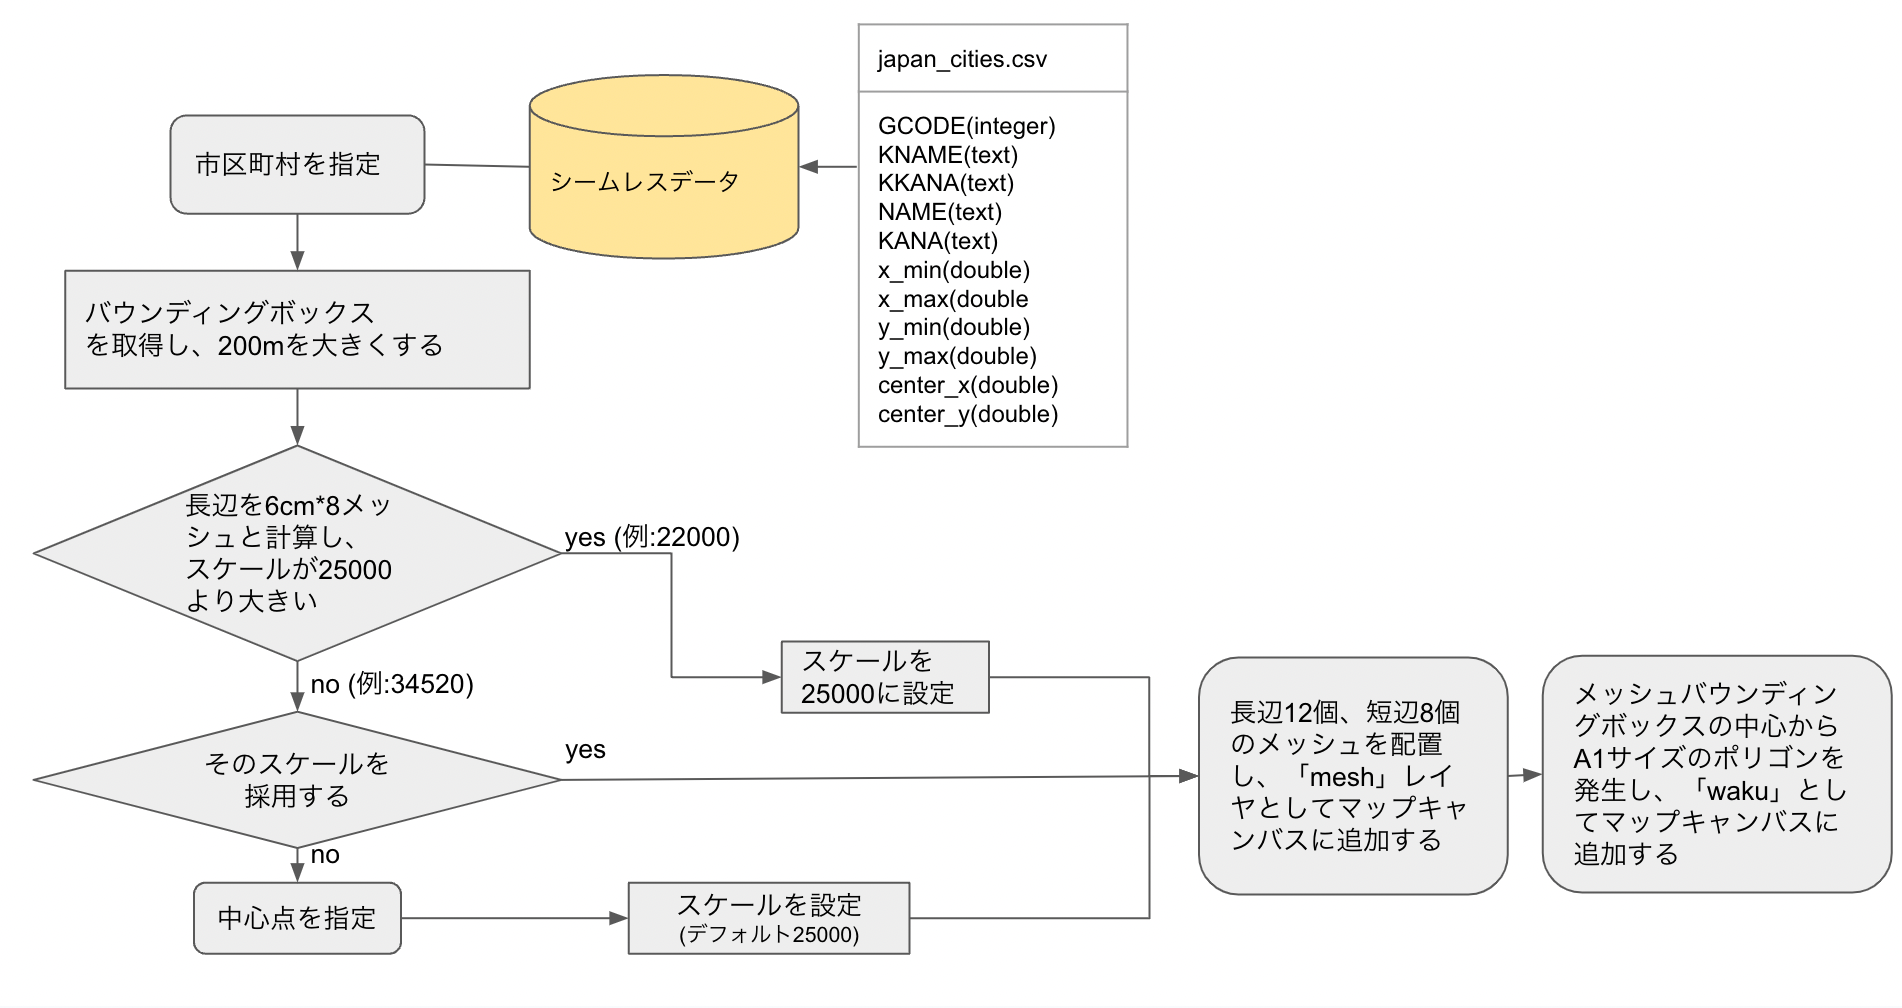 japan_cities.csv
GCODE(integer)
KNAME(text)
KKANA(text)
NAME(text)
KANA(text)
x_min(double)
x_max(double
y_min(double)
y_max(double)
center_x(double)
center_y(double)
シームレスデータ
市区町村を指定
バウンディングボックス
を取得し、200mを大きくする
長辺を6cm*8メッ
シュと計算し、
スケールが25000
より大きい
yes (例:22000)
no (例:34520)
スケールを
25000に設定
そのスケールを
採用する
yes
no
中心点を指定
スケールを設定
(デフォルト25000)
長辺12個、短辺8個
のメッシュを配置
し、「mesh」レイ
ヤとしてマップキャ
ンバスに追加する
メッシュバウンディン
グボックスの中心から
A1サイズのポリゴンを
発生し、「waku」とし
てマップキャンバスに
追加する